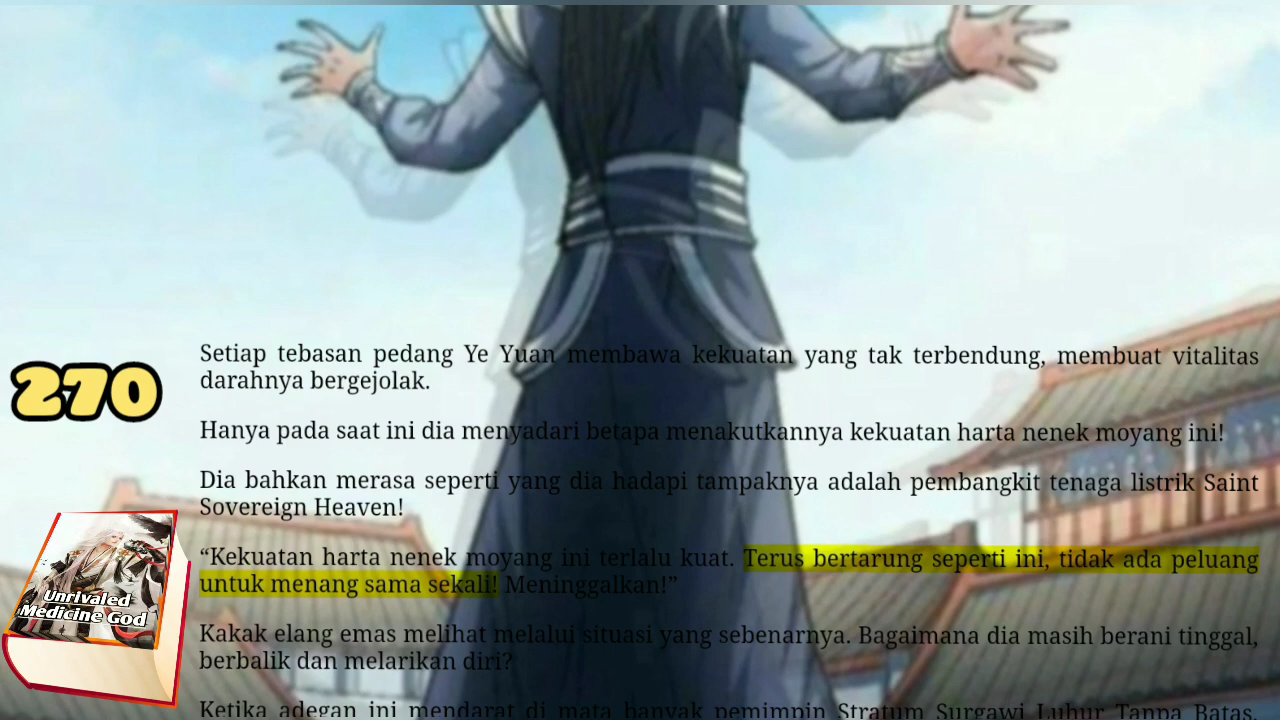 Setiap tebasan pedang Ye Yuan membawa kekuatan yang tak terbendung, membuat vitalitas
darahnya bergejolak.
270
Hanya pada saat ini dia menyadari betapa menakutkannya kekuatan harta nenek moyang ini!
Dia bahkan merasa seperti yang dia hadapi tampaknya adalah pembangkit tenaga listrik Saint
Sovereign Heaven!
“Kekuatan harta nenek moyang ini terlalu kuat. Terus bertarung seperti ini, tidak ada peluang
untuk menang sama sekali! Meninggalkan!”
Unrivaled
Medicine God
Kakak elang emas melihat melalui situasi yang sebenarnya. Bagaimana dia masih berani tinggal,
berbalik dan melarikan diri?
Ketika adegan ini mendarat di mata banyak pemimpin Stratum Surgawi Luhur Tanpa Batas,